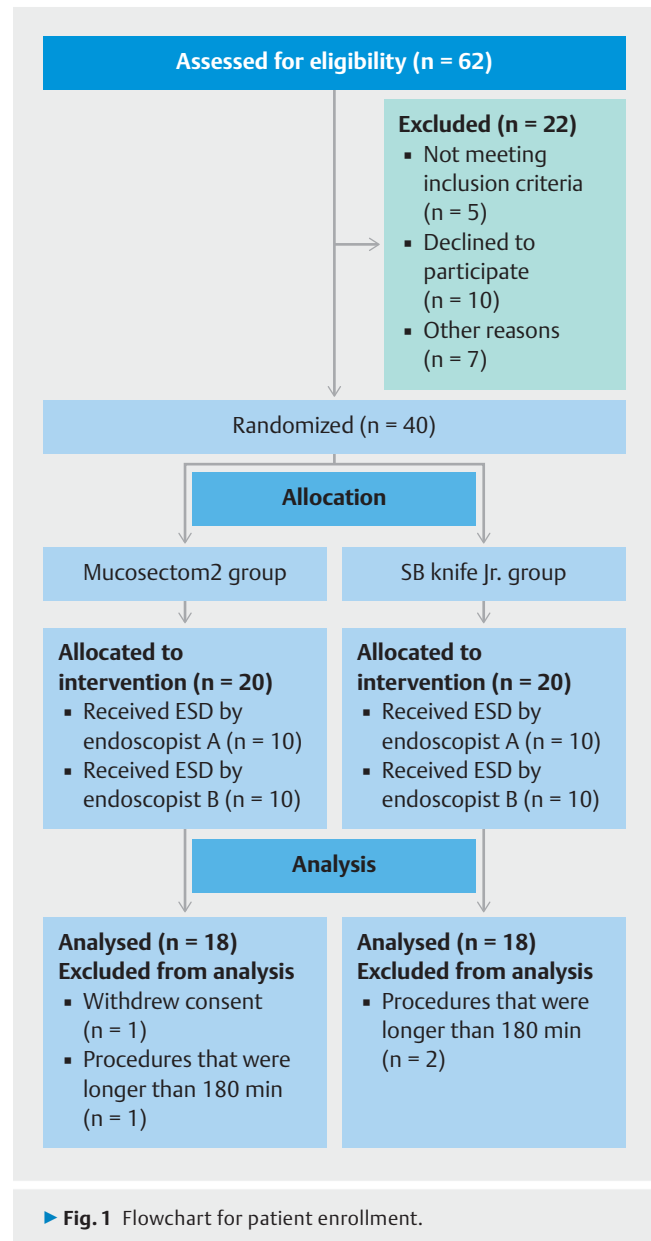 Assessed for eligibility (n = 62)
Excluded (n = 22)
▪ Not meeting
inclusion criteria
(n = 5)
▪ Declined to
participate
(n = 10)
▪ Other reasons
(n = 7)
Randomized (n = 40)
Allocation
Mucosectom2 group
SB knife Jr. group
Allocated to
intervention (n = 20)
▪ Received ESD by
endoscopist A (n = 10)
▪ Received ESD by
endoscopist B (n = 10)
Allocated to
intervention (n = 20)
▪ Received ESD by
endoscopist A (n = 10)
▪ Received ESD by
endoscopist B (n = 10)
Analysis
Analysed (n = 18)
Excluded from analysis
▪ Withdrew consent
(n = 1)
▪ Procedures that were
longer than 180 min
(n = 1)
Analysed (n = 18)
Excluded from analysis
▪ Procedures that were
longer than 180 min
(n = 2)
▶ Fig. 1 Flowchart for patient enrollment.